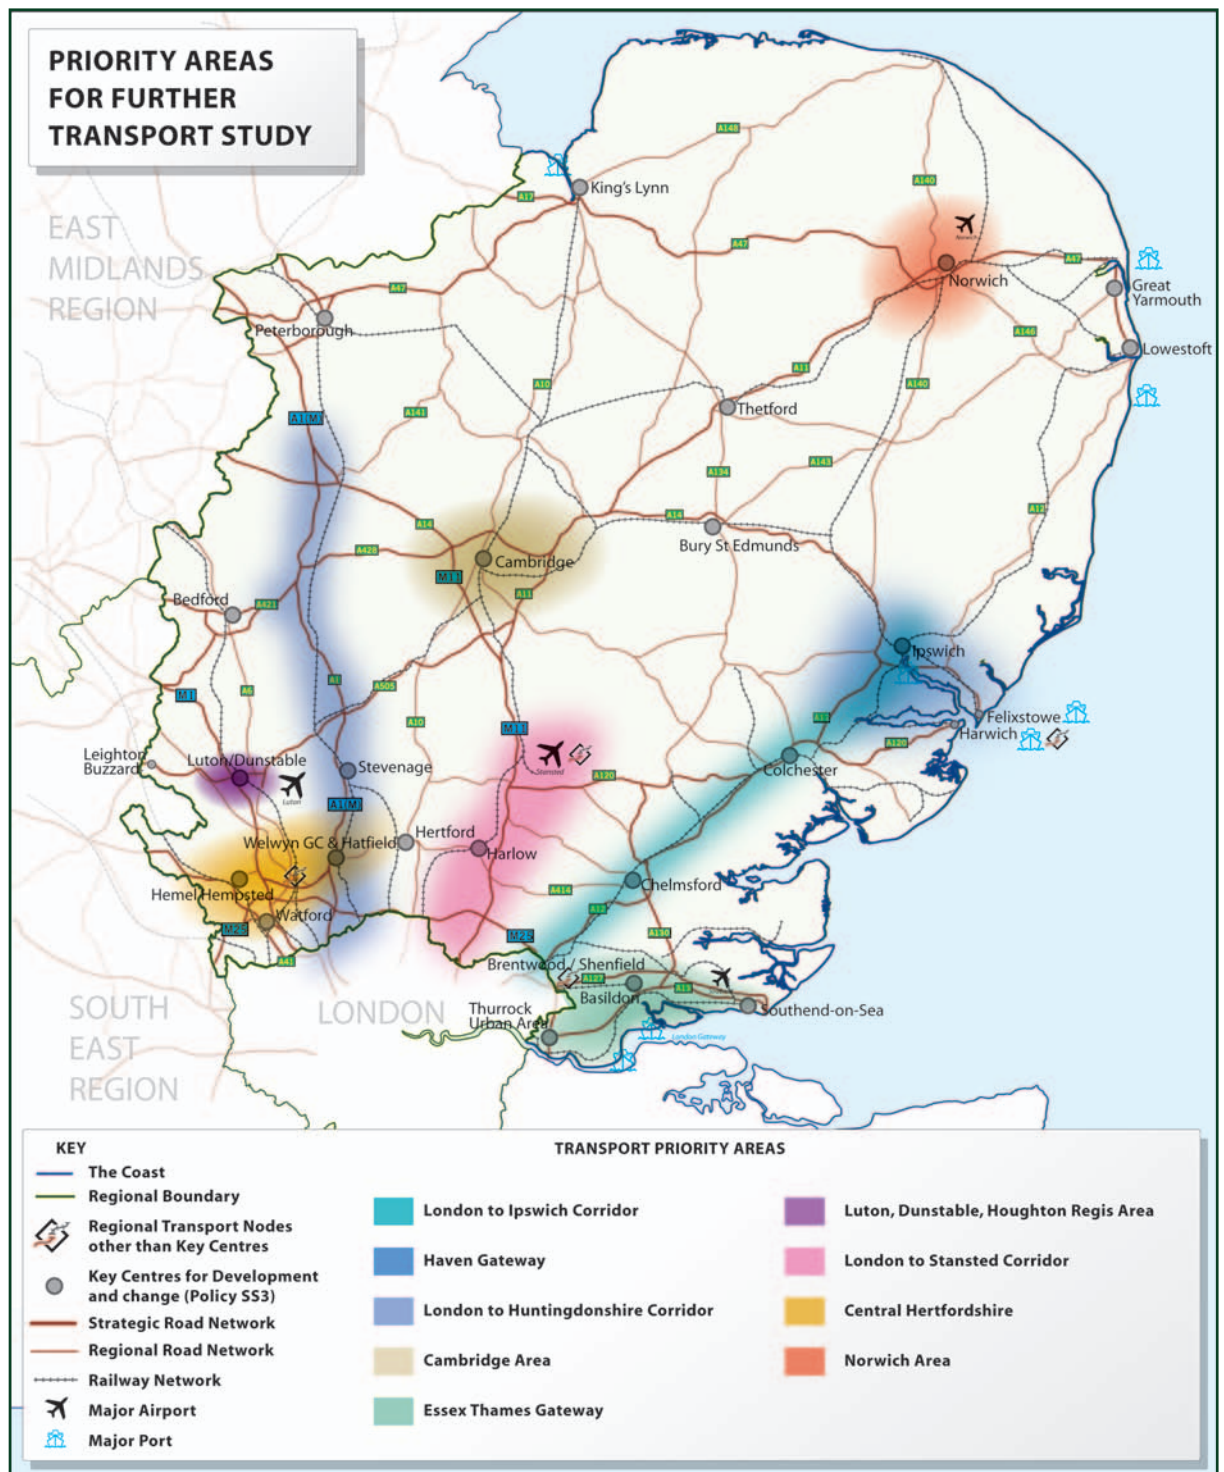 PRIORITY AREAS
FOR FURTHER
TRANSPORT STUDY
EAST
MIDLANDS
REGION
A148
King's Lynn
A17
A140
Norwich
A47
A47
Norwich
A47
Great
Yarmouth
Peterborough
A146
Lowestoft
A11
A10
A140
A1(M)
A141
Thetford
A134
A143
A14
A14
A12
Bury St Edmunds
A428
Cambridge
M11
A11
Bedford
A421
Ipswich
M1
A6
A1
A505
A10
M11
A12
Felixstowe
Harwich
A120
Leighton
Buzzard
Luton/Dunstable
Luton
Stevenage
Stansted
A120
Colchester
A1(M)
Welwyn GC & Hatfield
Hertford
Harlow
Hemel Hempsted
A414
Chelmsford
Watford
M25
A12
A41
M25
A130
Brentwood / Shenfield
A127
Basildon
A13
Thurrock
Urban Area
Southend-on-Sea
London Gateway
SOUTH
EAST
REGION
LONDON
KEY
The Coast
Regional Boundary
Regional Transport Nodes
other than Key Centres
Key Centres for Development
and change (Policy SS3)
Strategic Road Network
Regional Road Network
Railway Network
Major Airport
Major Port
TRANSPORT PRIORITY AREAS
London to Ipswich Corridor
Haven Gateway
London to Huntingdonshire Corridor
Cambridge Area
Essex Thames Gateway
Luton, Dunstable, Houghton Regis Area
London to Stansted Corridor
Central Hertfordshire
Norwich Area